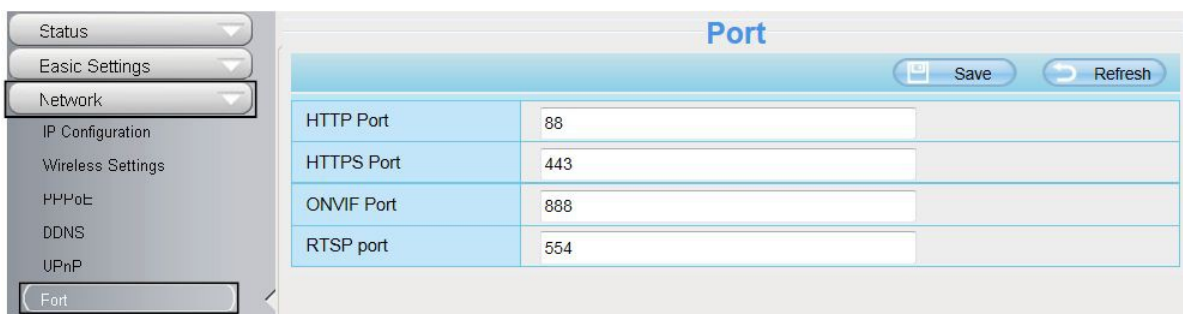 Status
Easic Settings
Network
IP Configuration
Wireless Settings
PPPoE
DDNS
UPnP
Fort
Port
Save
Refresh
HTTP Port
88
HTTPS Port
443
ONVIF Port
888
RTSP port
554